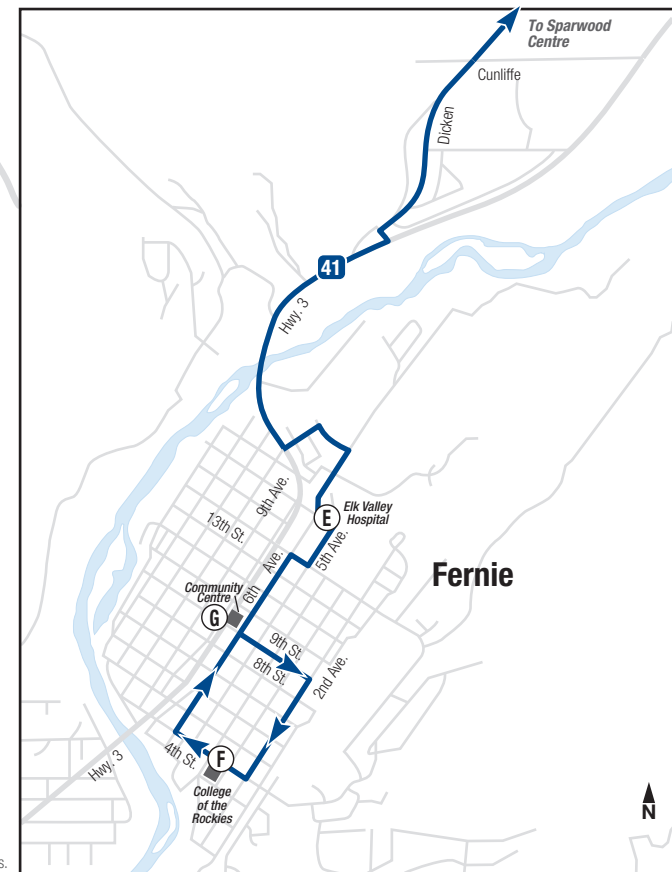 To Sparwood
Centre
Cunliffe
Dicken
41
Hwy. 3
9th Ave.
E
Elk Valley
Hospital
13th St.
5th Ave.
6th Ave.
Fernie
Community
Centre
G
9th St.
8th St.
2nd Ave.
F
4th St.
Hwy. 3
College
of the
Rockies
N
s.